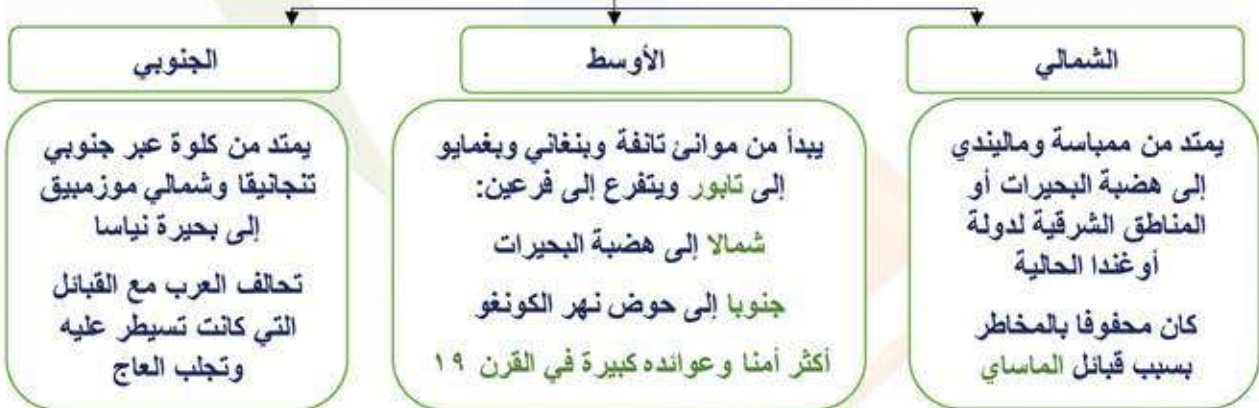 الشمالي
يمتد من ممباسة وماليندي
إلى هضبة البحيرات أو
المناطق الشرقية لدولة
أوغندا الحالية
كان محفوفا بالمخاطر
بسبب قبائل الماساي
الأوسط
يبدأ من موانئ تانفة وبنغاني وبغمايو
إلى تابور ويتفرع إلى فرعين:
شمالا إلى هضبة البحيرات
جنوبا إلى حوض نهر الكونغو
أكثر أمنا وعوائده كبيرة في القرن ١٩
الجنوبي
يمتد من كلوة عبر جنوبي
تنجانيقا وشمالي موزمبيق
إلى بحيرة نياسا
تحالف العرب مع القبائل
التي كانت تسيطر عليه
وتجلب العاج